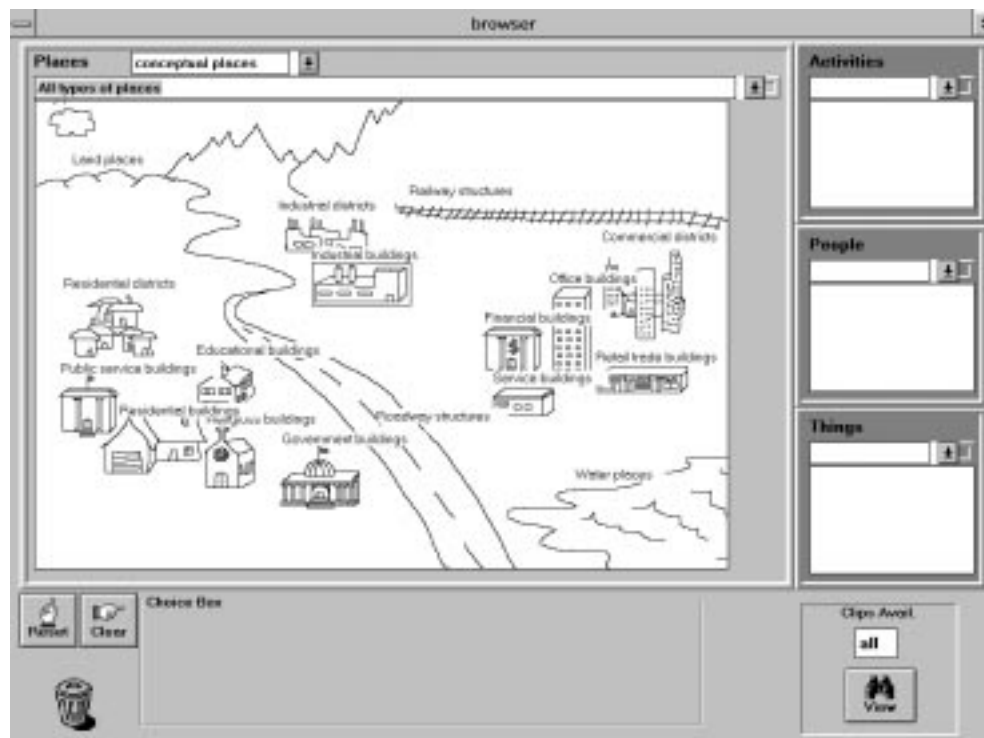 browser
Places
conceptual places
All types of places
Activities
Land places
Railway structures
Industrial districts
Commercial districts
People
Industrial buildings
Office buildings
Residential districts
Financial buildings
Educational buildings
Retail trade buildings
Public service buildings
Service buildings
Residential buildings
Religious buildings
Roadway structures
Things
Government buildings
Water places
Reset
Clear
Choice Box
Clips Avail.
all
View